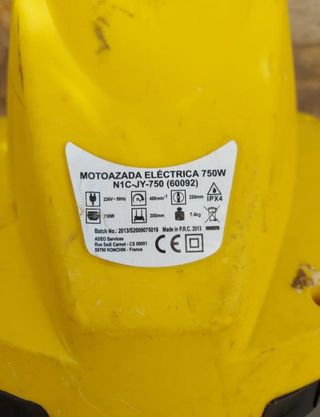 MOTOAZADA ELÉCTRICA 750W
N1C-JY-750 (60092)
230V~ 50Hz 400min⁻¹ 220mm IPX4
750W 300mm 7.4kg
Batch No.: 2013/S2009075019 Made in P.R.C. 2013
ADEO Services
Rue Sadi Carnot - CS 00001
59790 RONCHIN - France
CE